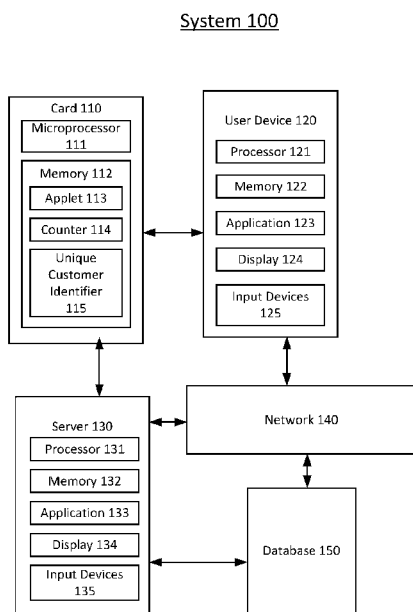 System 100
Card 110
Microprocessor
111
Memory 112
Applet 113
Counter 114
Unique
Customer
Identifier
115
User Device 120
Processor 121
Memory 122
Application 123
Display 124
Input Devices
125
Server 130
Processor 131
Memory 132
Application 133
Display 134
Input Devices
135
Network 140
Database 150